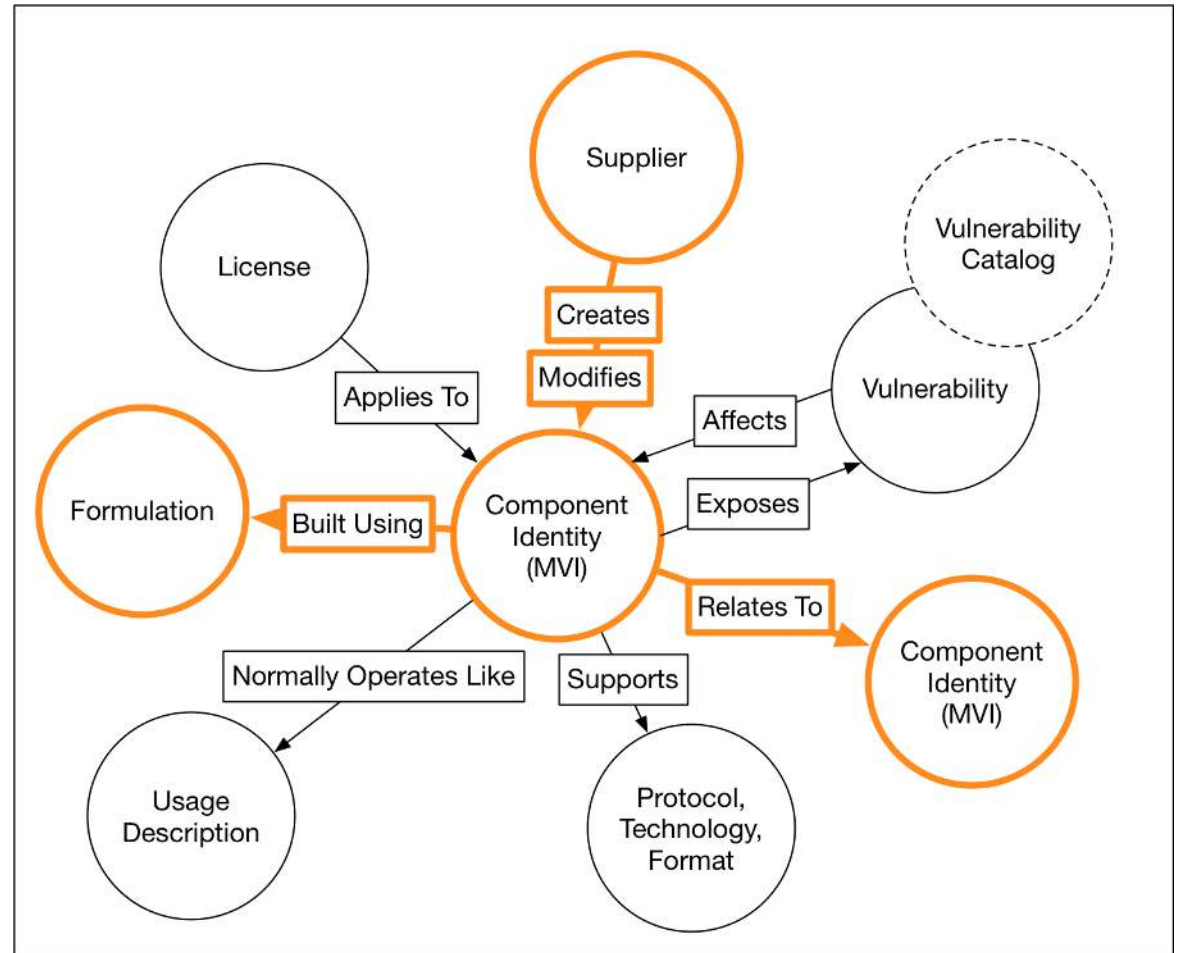 Supplier
Vulnerability
Catalog
License
Creates
Modifies
Applies To
Vulnerability
Affects
Formulation
Built Using
Component
Identity
(MVI)
Exposes
Relates To
Component
Identity
(MVI)
Normally Operates Like
Supports
Usage
Description
Protocol,
Technology,
Format